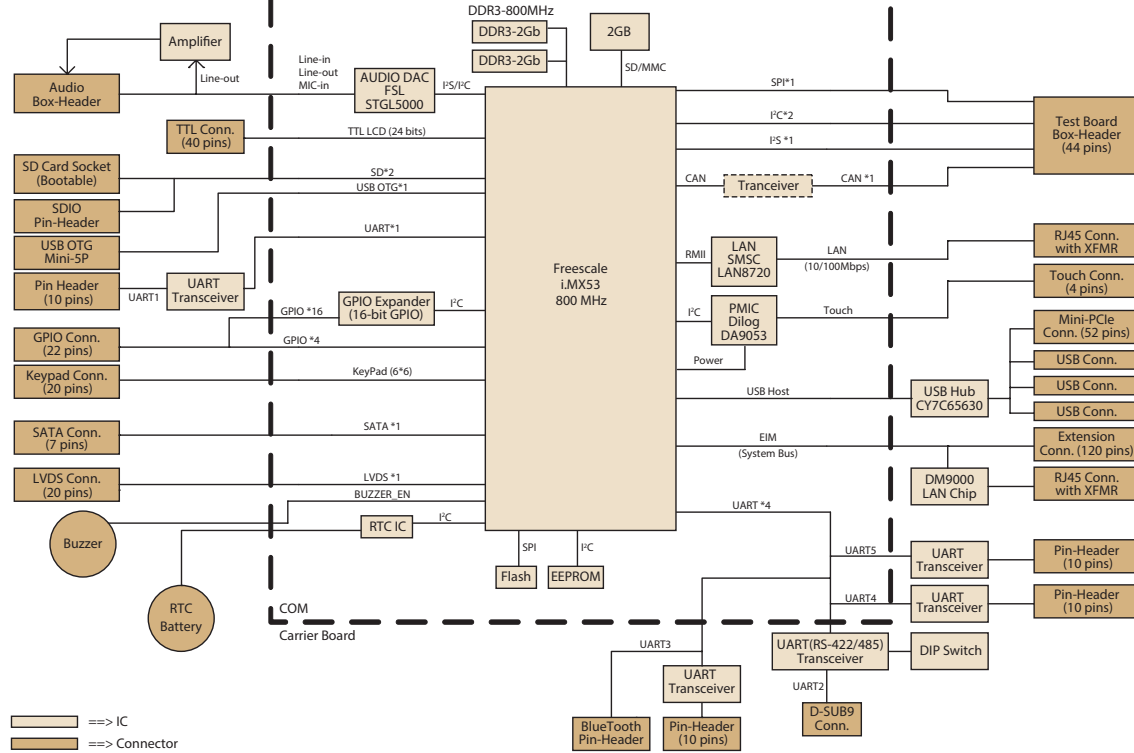 DDR3-800MHz
DDR3-2Gb
DDR3-2Gb
2GB
SD/MMC
Amplifier
Line-out
Audio
Box-Header
Line-in
Line-out
MIC-in
AUDIO DAC
FSL
STGL5000
I²S/I²C
TTL Conn.
(40 pins)
TTL LCD (24 bits)
SD Card Socket
(Bootable)
SD*2
USB OTG*1
SDIO
Pin-Header
USB OTG
Mini-5P
UART*1
Pin Header
(10 pins)
UART1
UART
Transceiver
GPIO *16
GPIO Expander
(16-bit GPIO)
I²C
GPIO Conn.
(22 pins)
GPIO *4
Keypad Conn.
(20 pins)
KeyPad (6*6)
SATA Conn.
(7 pins)
SATA *1
LVDS Conn.
(20 pins)
LVDS *1
BUZZER_EN
Buzzer
RTC IC
I²C
RTC
Battery
Freescale
i.MX53
800 MHz
SPI
I²C
Flash
EEPROM
COM
Carrier Board
SPI*1
I²C*2
I²S *1
CAN
Tranceiver
CAN *1
Test Board
Box-Header
(44 pins)
RMII
LAN
SMSC
LAN8720
LAN
(10/100Mbps)
RJ45 Conn.
with XFMR
I²C
PMIC
Dilog
DA9053
Touch
Touch Conn.
(4 pins)
Power
USB Host
USB Hub
CY7C65630
Mini-PCIe
Conn. (52 pins)
USB Conn.
USB Conn.
USB Conn.
EIM
(System Bus)
Extension
Conn. (120 pins)
DM9000
LAN Chip
RJ45 Conn.
with XFMR
UART *4
UART5
UART
Transceiver
Pin-Header
(10 pins)
UART4
UART
Transceiver
Pin-Header
(10 pins)
UART3
UART
Transceiver
BlueTooth
Pin-Header
Pin-Header
(10 pins)
UART(RS-422/485)
Transceiver
DIP Switch
UART2
D-SUB9
Conn.
==> IC
==> Connector